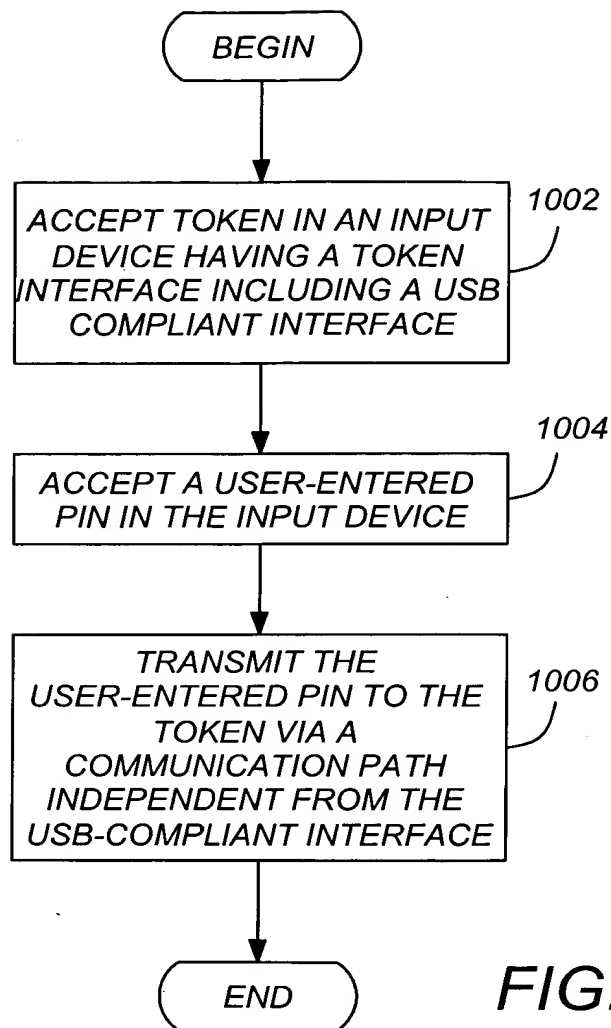 BEGIN
ACCEPT TOKEN IN AN INPUT
DEVICE HAVING A TOKEN
INTERFACE INCLUDING A USB
COMPLIANT INTERFACE
1002
ACCEPT A USER-ENTERED
PIN IN THE INPUT DEVICE
1004
TRANSMIT THE
USER-ENTERED PIN TO THE
TOKEN VIA A
COMMUNICATION PATH
INDEPENDENT FROM THE
USB-COMPLIANT INTERFACE
1006
END
FIG.